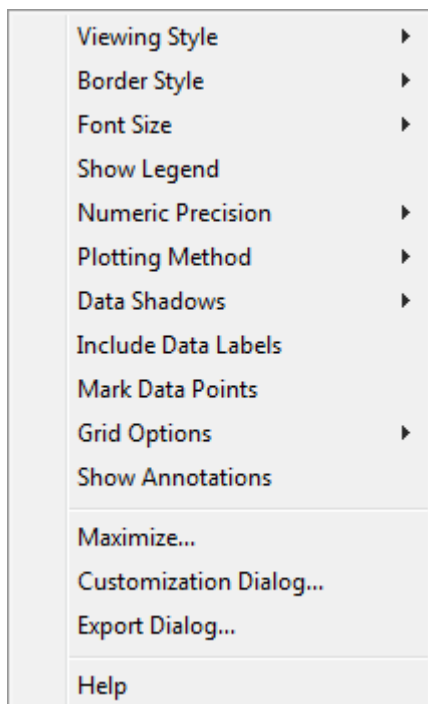 Viewing Style
Border Style
Font Size
Show Legend
Numeric Precision
Plotting Method
Data Shadows
Include Data Labels
Mark Data Points
Grid Options
Show Annotations
Maximize...
Customization Dialog...
Export Dialog...
Help